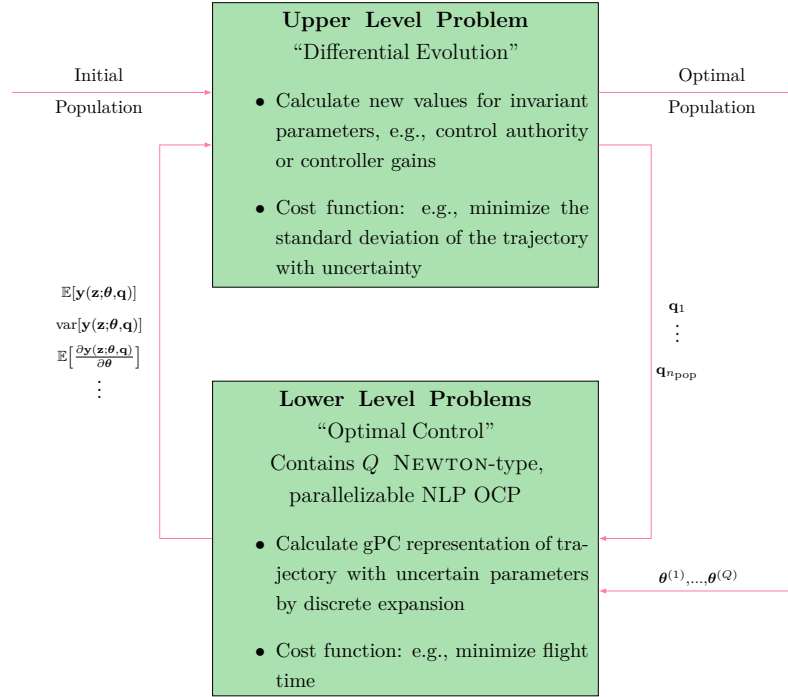 Upper Level Problem
“Differential Evolution”
• Calculate new values for invariant
parameters, e.g., control authority
or controller gains
• Cost function: e.g., minimize the
standard deviation of the trajectory
with uncertainty
Initial
Population
Optimal
Population
𝔼[𝐲(𝐳;𝜽,𝐪)]
var[𝐲(𝐳;𝜽,𝐪)]
𝔼[∂𝐲(𝐳;𝜽,𝐪)/∂𝜽]
⋮
𝐪₁
⋮
𝐪_{n_pop}
Lower Level Problems
“Optimal Control”
Contains Q NEWTON-type,
parallelizable NLP OCP
• Calculate gPC representation of tra-
jectory with uncertain parameters
by discrete expansion
• Cost function: e.g., minimize flight
time
𝜽⁽¹⁾,...,𝜽^{(Q)}